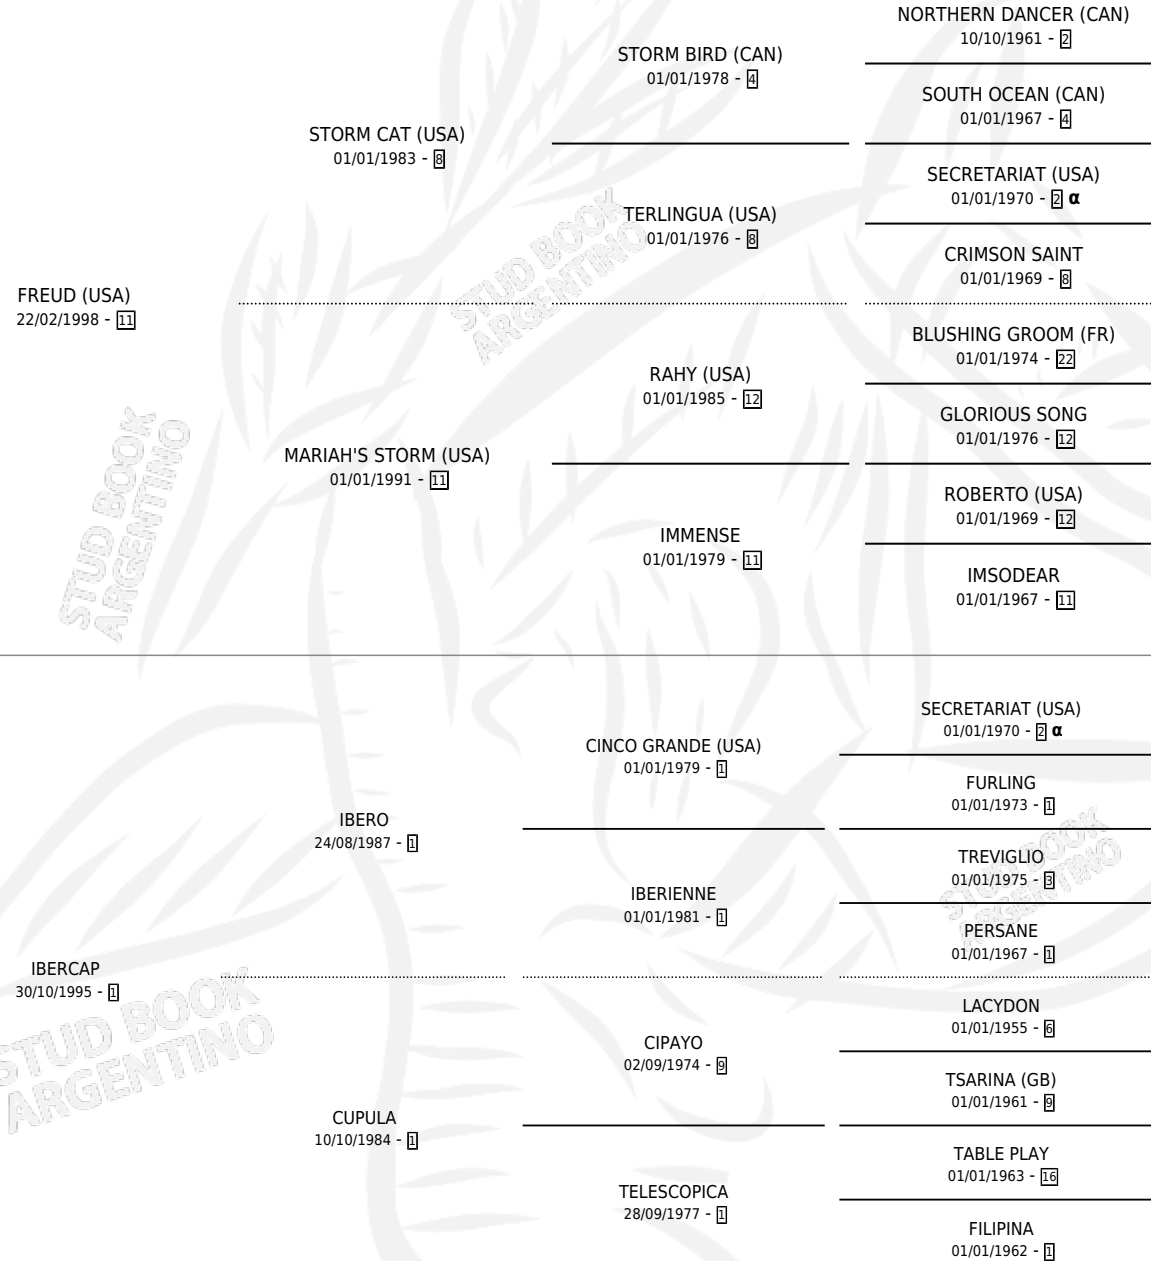 NORTHERN DANCER (CAN)
10/10/1961 - 2
STORM BIRD (CAN)
01/01/1978 - 4
SOUTH OCEAN (CAN)
01/01/1967 - 4
STORM CAT (USA)
01/01/1983 - 8
SECRETARIAT (USA)
01/01/1970 - 2 α
TERLINGUA (USA)
01/01/1976 - 8
CRIMSON SAINT
01/01/1969 - 8
FREUD (USA)
22/02/1998 - 11
BLUSHING GROOM (FR)
01/01/1974 - 22
RAHY (USA)
01/01/1985 - 12
GLORIOUS SONG
01/01/1976 - 12
MARIAH'S STORM (USA)
01/01/1991 - 11
ROBERTO (USA)
01/01/1969 - 12
IMMENSE
01/01/1979 - 11
IMSODEAR
01/01/1967 - 11
SECRETARIAT (USA)
01/01/1970 - 2 α
CINCO GRANDE (USA)
01/01/1979 - 1
FURLING
01/01/1973 - 1
IBERO
24/08/1987 - 1
TREVIGLIO
01/01/1975 - 3
IBERIENNE
01/01/1981 - 1
PERSANE
01/01/1967 - 1
IBERCAP
30/10/1995 - 1
LACYDON
01/01/1955 - 6
CIPAYO
02/09/1974 - 9
TSARINA (GB)
01/01/1961 - 9
CUPULA
10/10/1984 - 1
TABLE PLAY
01/01/1963 - 16
TELESCOPICA
28/09/1977 - 1
FILIPINA
01/01/1962 - 1
STUD BOOK
ARGENTINO
STUD BOOK
ARGENTINO
STUD BOOK
ARGENTINO
STUD BOOK
ARGENTINO